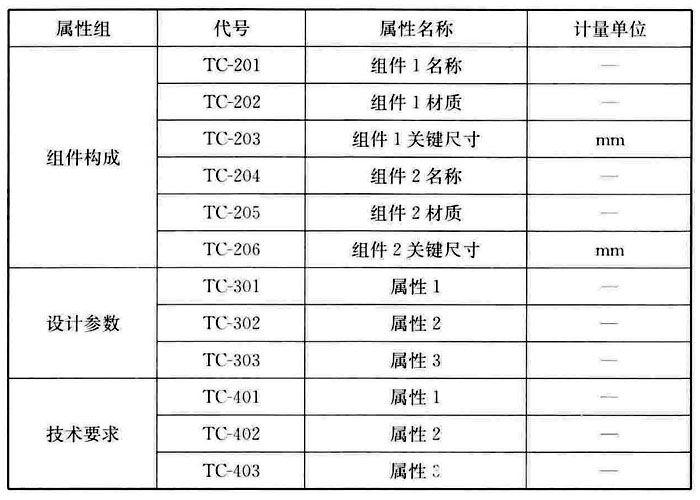 属性组 代号 属性名称 计量单位
组件构成 TC-201 组件1名称 —
TC-202 组件1材质 —
TC-203 组件1关键尺寸 mm
TC-204 组件2名称 —
TC-205 组件2材质 —
TC-206 组件2关键尺寸 mm
设计参数 TC-301 属性1 —
TC-302 属性2 —
TC-303 属性3 —
技术要求 TC-401 属性1 —
TC-402 属性2 —
TC-403 属性3 —